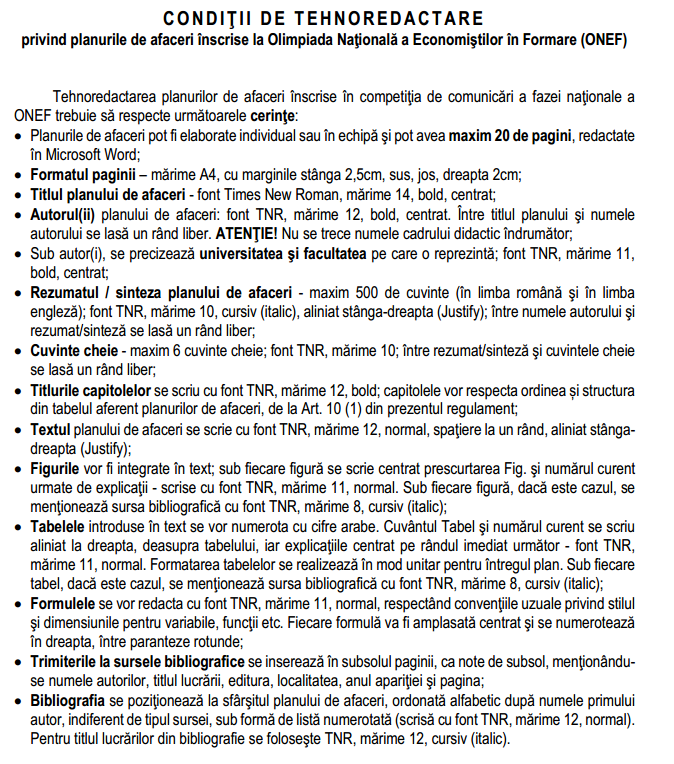 CONDIŢII DE TEHNOREDACTARE
privind planurile de afaceri înscrise la Olimpiada Naţională a Economiştilor în Formare (ONEF)
Tehnoredactarea planurilor de afaceri înscrise în competiţia de comunicări a fazei naţionale a
ONEF trebuie să respecte următoarele cerinţe:
• Planurile de afaceri pot fi elaborate individual sau în echipă şi pot avea maxim 20 de pagini, redactate
în Microsoft Word;
• Formatul paginii – mărime A4, cu marginile stânga 2,5cm, sus, jos, dreapta 2cm;
• Titlul planului de afaceri - font Times New Roman, mărime 14, bold, centrat;
• Autorul(ii) planului de afaceri: font TNR, mărime 12, bold, centrat. Între titlul planului şi numele
autorului se lasă un rând liber. ATENŢIE! Nu se trece numele cadrului didactic îndrumător;
• Sub autor(i), se precizează universitatea şi facultatea pe care o reprezintă; font TNR, mărime 11,
bold, centrat;
• Rezumatul / sinteza planului de afaceri - maxim 500 de cuvinte (în limba română şi în limba
engleză); font TNR, mărime 10, cursiv (italic), aliniat stânga-dreapta (Justify); între numele autorului şi
rezumat/sinteză se lasă un rând liber;
• Cuvinte cheie - maxim 6 cuvinte cheie; font TNR, mărime 10; între rezumat/sinteză şi cuvintele cheie
se lasă un rând liber;
• Titlurile capitolelor se scriu cu font TNR, mărime 12, bold; capitolele vor respecta ordinea și structura
din tabelul aferent planurilor de afaceri, de la Art. 10 (1) din prezentul regulament;
• Textul planului de afaceri se scrie cu font TNR, mărime 12, normal, spaţiere la un rând, aliniat stânga-
dreapta (Justify);
• Figurile vor fi integrate în text; sub fiecare figură se scrie centrat prescurtarea Fig. şi numărul curent
urmate de explicaţii - scrise cu font TNR, mărime 11, normal. Sub fiecare figură, dacă este cazul, se
menţionează sursa bibliografică cu font TNR, mărime 8, cursiv (italic);
• Tabelele introduse în text se vor numerota cu cifre arabe. Cuvântul Tabel şi numărul curent se scriu
aliniat la dreapta, deasupra tabelului, iar explicaţiile centrat pe rândul imediat următor - font TNR,
mărime 11, normal. Formatarea tabelelor se realizează în mod unitar pentru întregul plan. Sub fiecare
tabel, dacă este cazul, se menţionează sursa bibliografică cu font TNR, mărime 8, cursiv (italic);
• Formulele se vor redacta cu font TNR, mărime 11, normal, respectând convenţiile uzuale privind stilul
şi dimensiunile pentru variabile, funcţii etc. Fiecare formulă va fi amplasată centrat şi se numerotează
în dreapta, între paranteze rotunde;
• Trimiterile la sursele bibliografice se inserează în subsolul paginii, ca note de subsol, menţionându-
se numele autorilor, titlul lucrării, editura, localitatea, anul apariţiei şi pagina;
• Bibliografia se poziţionează la sfârşitul planului de afaceri, ordonată alfabetic după numele primului
autor, indiferent de tipul sursei, sub formă de listă numerotată (scrisă cu font TNR, mărime 12, normal).
Pentru titlul lucrărilor din bibliografie se foloseşte TNR, mărime 12, cursiv (italic).